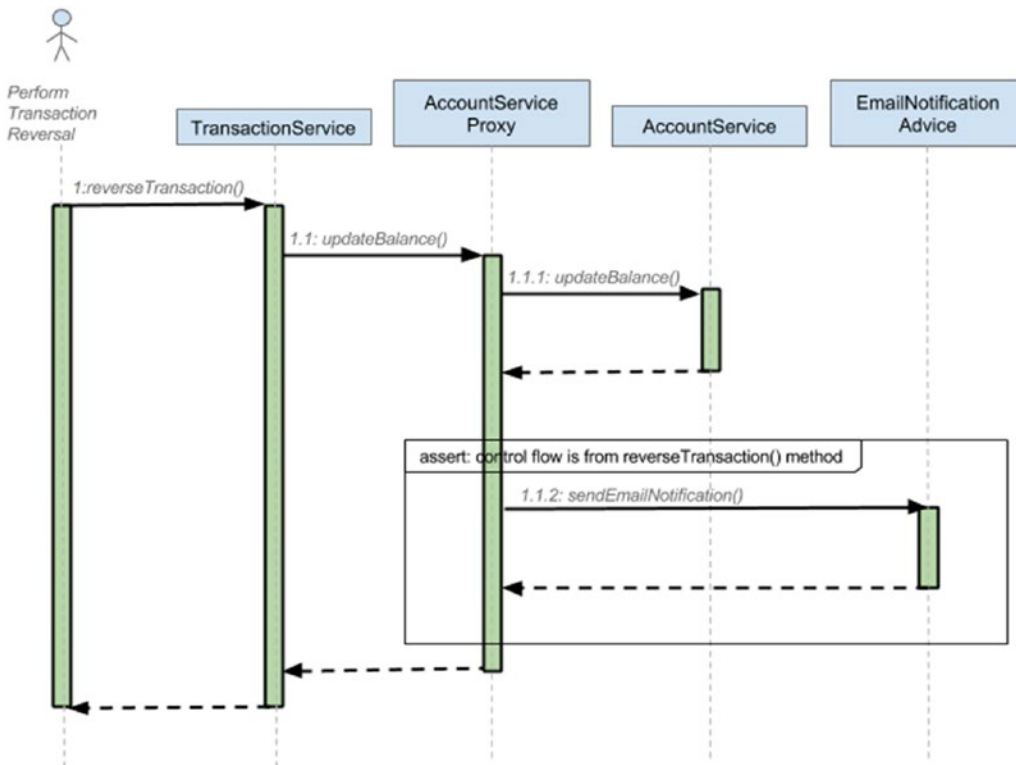 Perform
Transaction
Reversal
TransactionService
AccountService
Proxy
AccountService
EmailNotification
Advice
1:reverseTransaction()
1.1: updateBalance()
1.1.1: updateBalance()
assert: control flow is from reverseTransaction() method
1.1.2: sendEmailNotification()